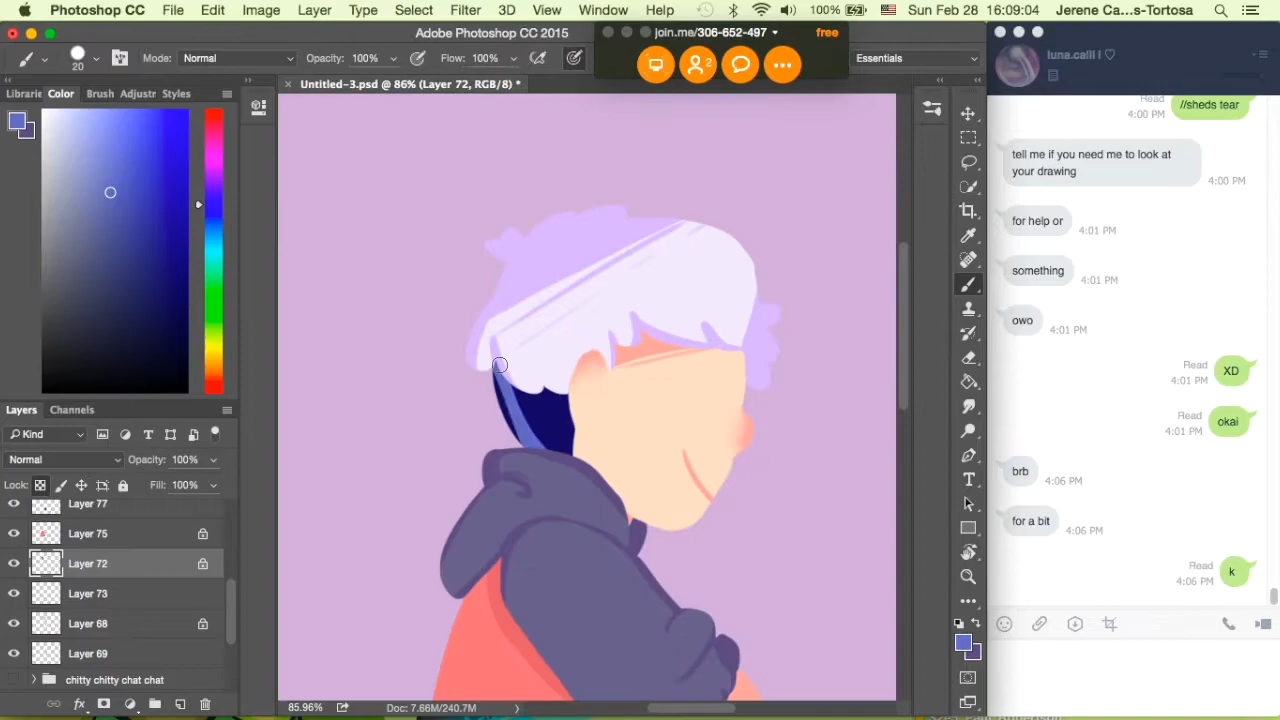 Photoshop CC File Edit Image Layer Type Select Filter 3D View Window Help 100% Sun Feb 28 16:09:04 Jerene Ca…s-Tortosa
Adobe Photoshop CC 2015
join.me/306-652-497 free
20 Mode: Normal Opacity: 100% Flow: 100% Essentials
2
Untitled-3.psd @ 86% (Layer 72, RGB/8) *
Librarie Color Brush Adjustr Styles
Layers Channels
Kind
Normal Opacity: 100%
Lock: Fill: 100%
Layer 77
Layer 75
Layer 72
Layer 73
Layer 68
Layer 69
chitty chitty chat chat
85.96% Doc: 7.66M/240.7M
luna.calli I ♡
Read
4:00 PM
//sheds tear
tell me if you need me to look at
your drawing
4:00 PM
for help or
4:01 PM
something
4:01 PM
owo
4:01 PM
Read
4:01 PM
XD
Read
4:01 PM
okai
brb
4:06 PM
for a bit
4:06 PM
Read
4:06 PM
k